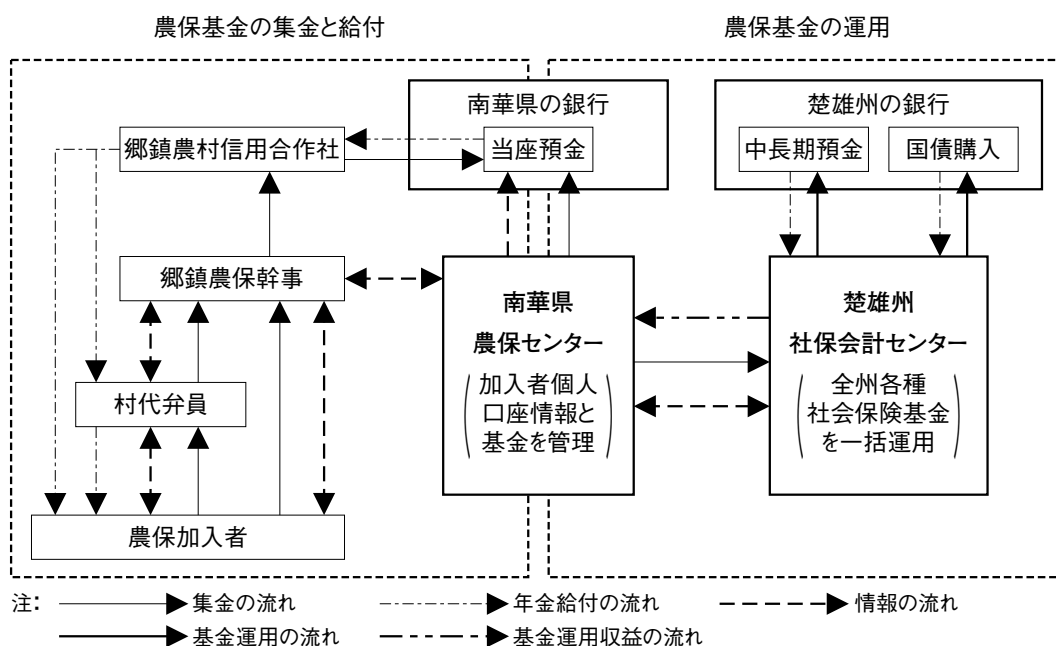 農保基金の集金と給付
農保基金の運用
南華県の銀行
当座預金
楚雄州の銀行
中長期預金
国債購入
郷鎮農村信用合作社
郷鎮農保幹事
村代弁員
農保加入者
南華県
農保センター
加入者個人
口座情報と
基金を管理
楚雄州
社保会計センター
全州各種
社会保険基金
を一括運用
注：
集金の流れ
年金給付の流れ
情報の流れ
基金運用の流れ
基金運用収益の流れ